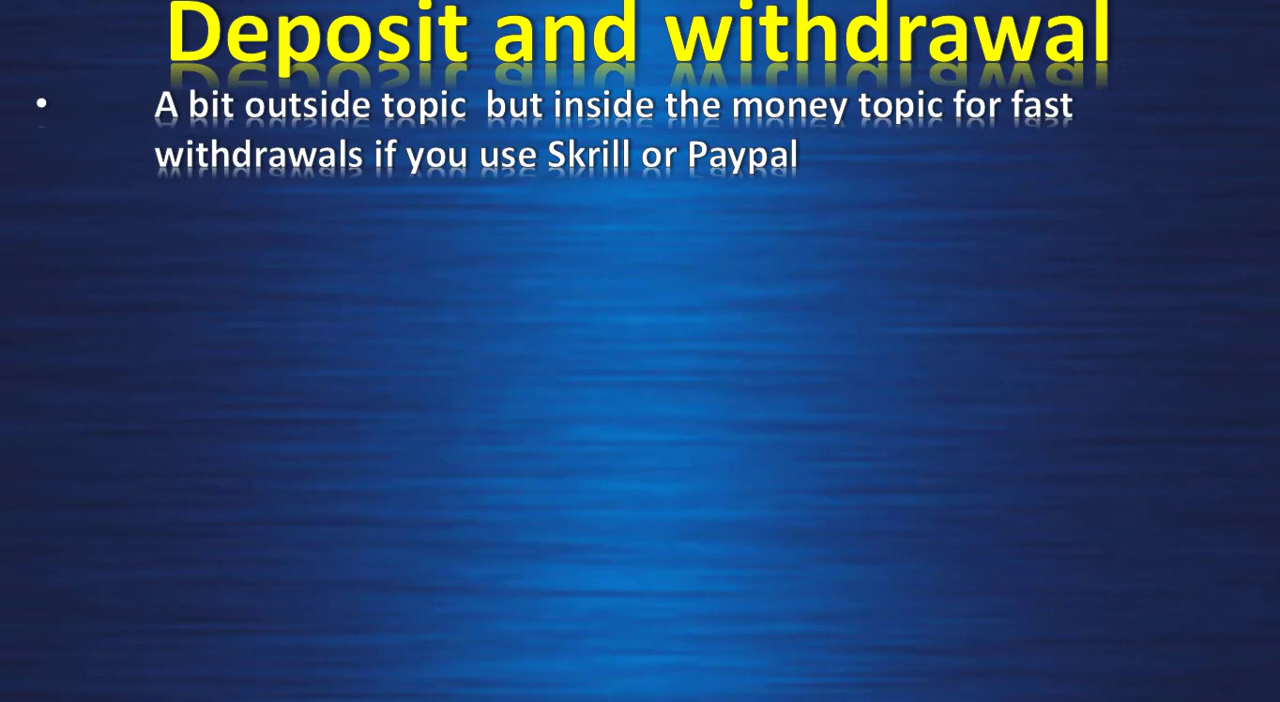 Deposit and withdrawal
• A bit outside topic  but inside the money topic for fast
withdrawals if you use Skrill or Paypal